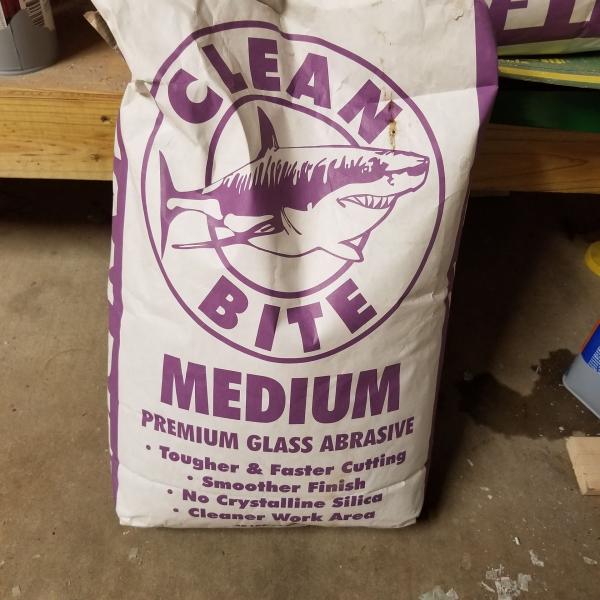 CLEAN
BITE
MEDIUM
PREMIUM GLASS ABRASIVE
• Tougher & Faster Cutting
• Smoother Finish
• No Crystalline Silica
• Cleaner Work Area